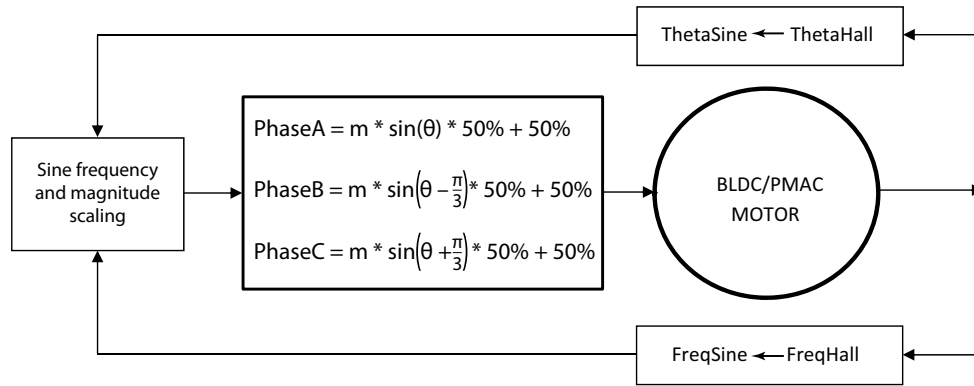 ThetaSine ← ThetaHall
PhaseA = m * sin(θ) * 50% + 50%
Sine frequency
and magnitude
scaling
PhaseB = m * sin(θ − π/3) * 50% + 50%
BLDC/PMAC
MOTOR
PhaseC = m * sin(θ + π/3) * 50% + 50%
FreqSine ← FreqHall